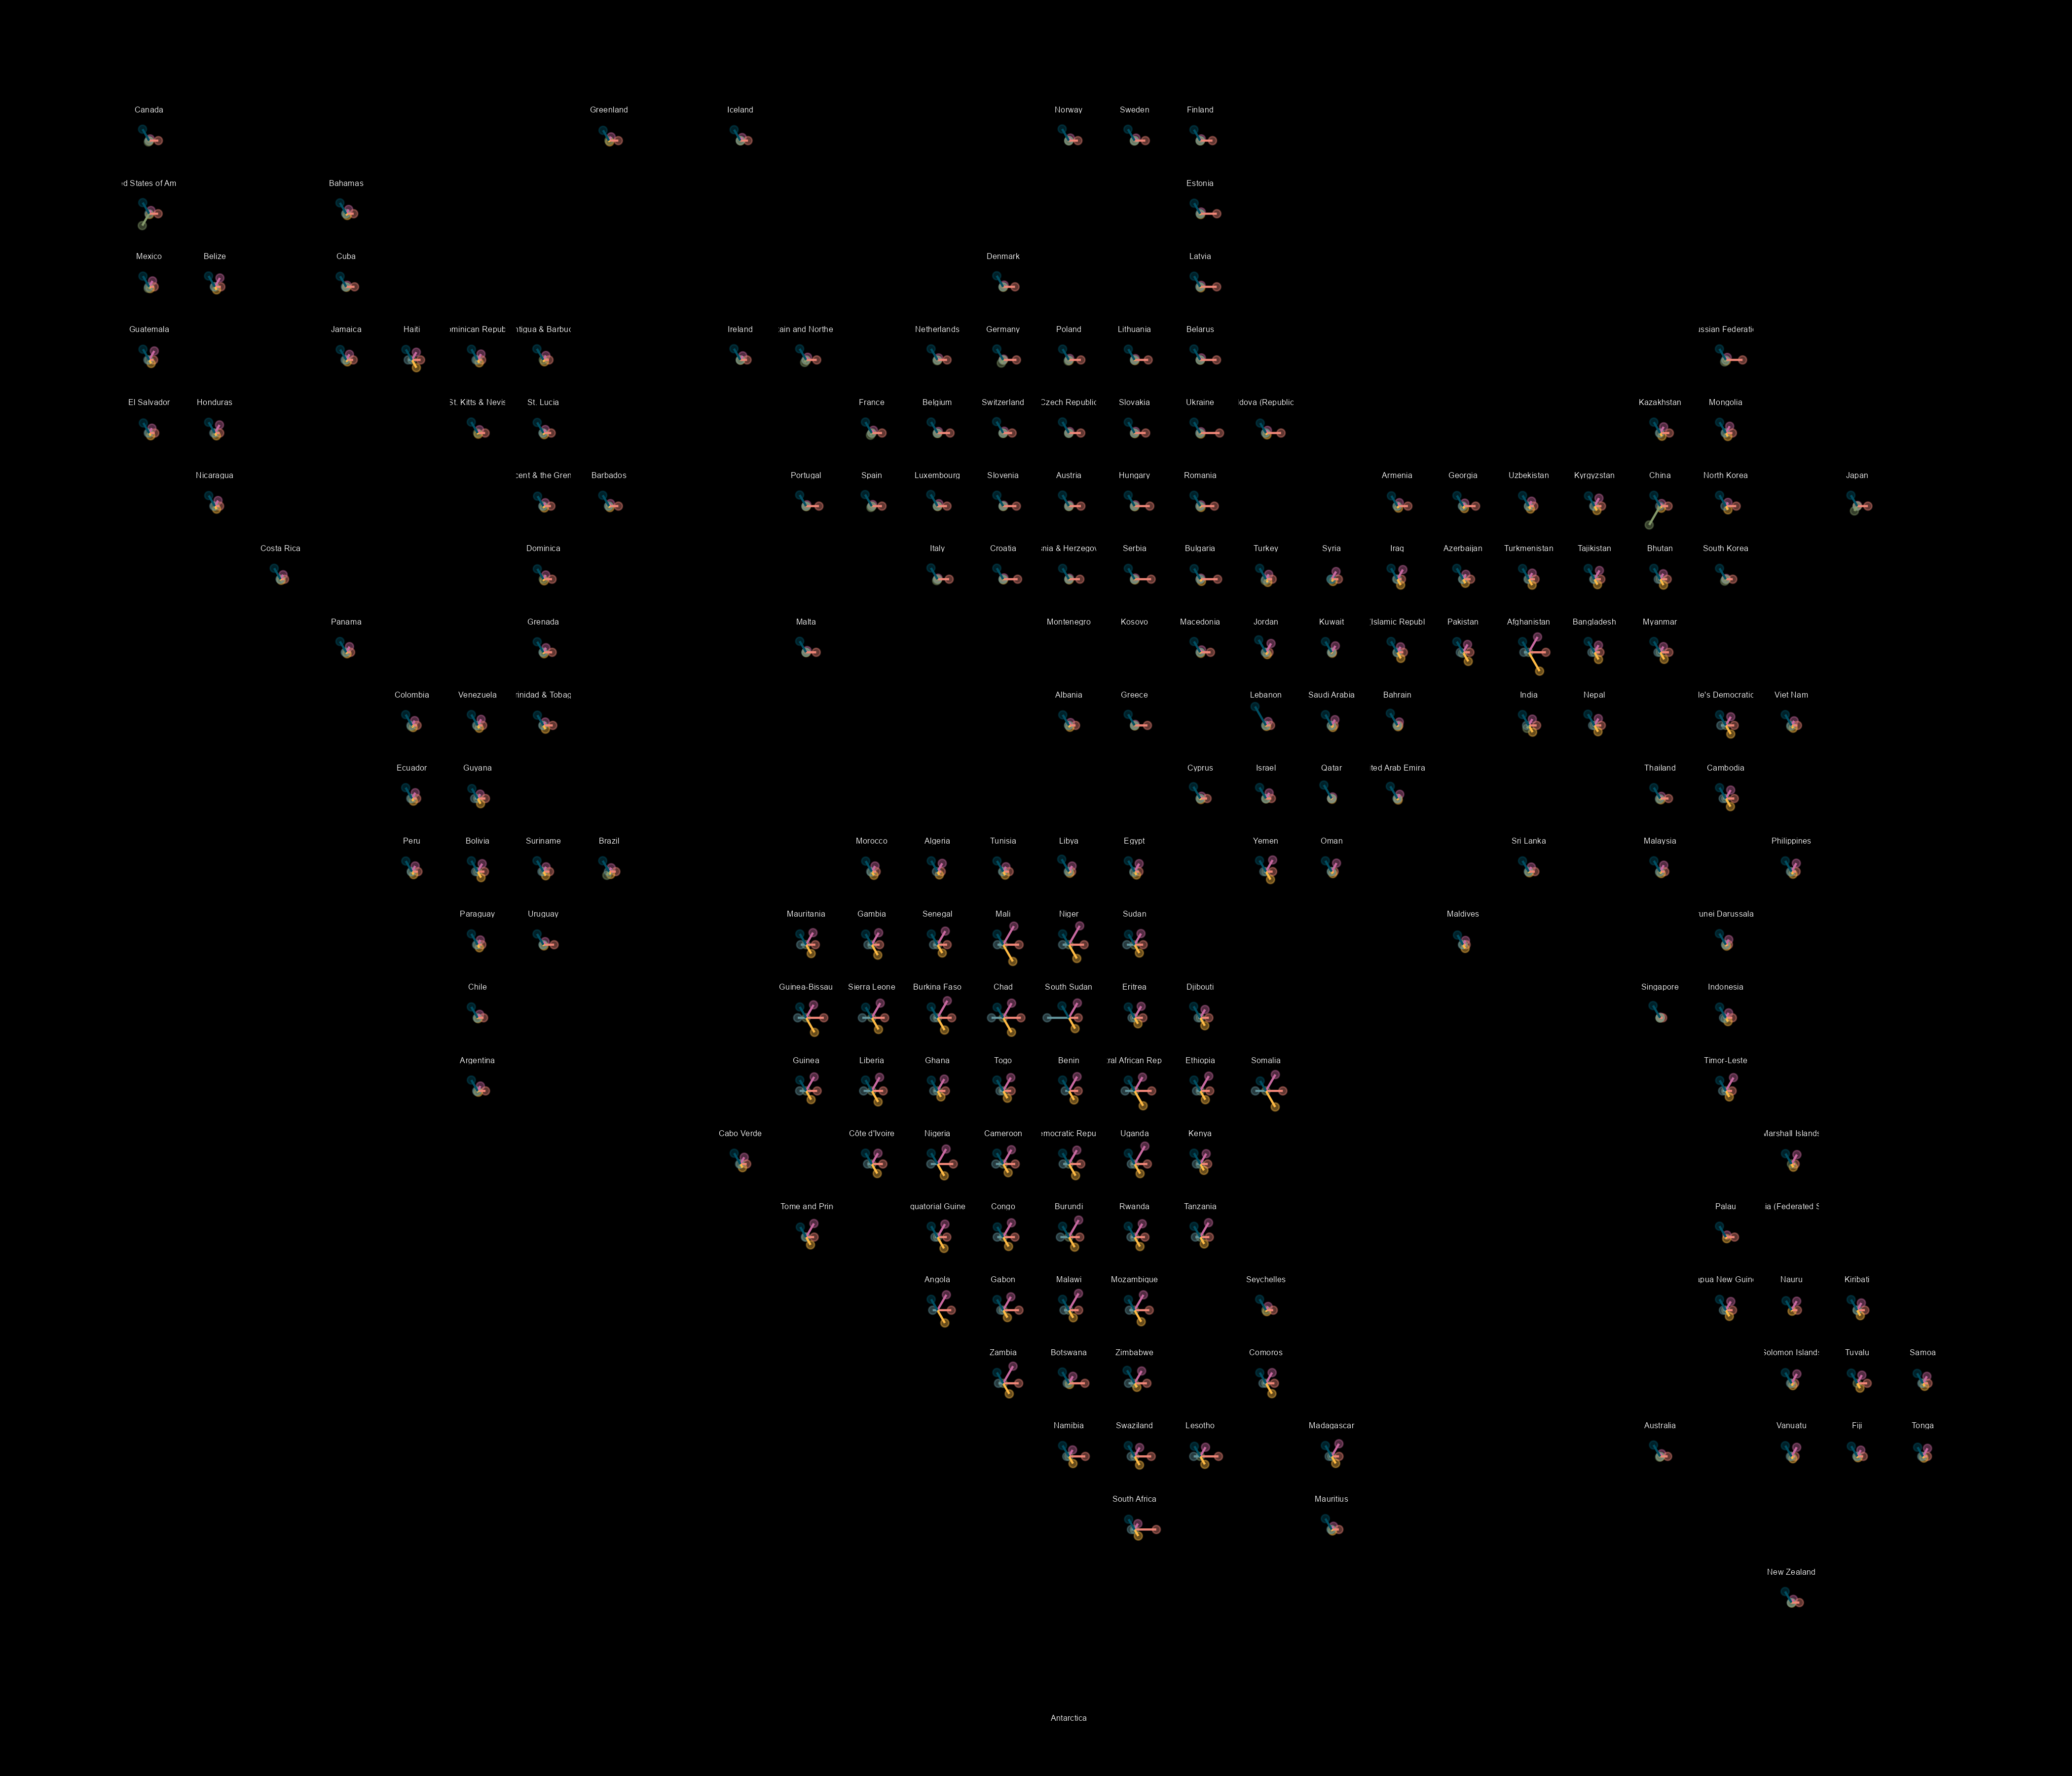 Canada
Greenland
Iceland
Norway
Sweden
Finland
d States of Am
Bahamas
Estonia
Mexico
Belize
Cuba
Denmark
Latvia
Guatemala
Jamaica
Haiti
minican Repub
ntigua & Barbud
Ireland
tain and Northe
Netherlands
Germany
Poland
Lithuania
Belarus
ussian Federatio
El Salvador
Honduras
St. Kitts & Nevis
St. Lucia
France
Belgium
Switzerland
Czech Republic
Slovakia
Ukraine
dova (Republic
Kazakhstan
Mongolia
Nicaragua
cent & the Gren
Barbados
Portugal
Spain
Luxembourg
Slovenia
Austria
Hungary
Romania
Armenia
Georgia
Uzbekistan
Kyrgyzstan
China
North Korea
Japan
Costa Rica
Dominica
Italy
Croatia
nia & Herzegov
Serbia
Bulgaria
Turkey
Syria
Iraq
Azerbaijan
Turkmenistan
Tajikistan
Bhutan
South Korea
Panama
Grenada
Malta
Montenegro
Kosovo
Macedonia
Jordan
Kuwait
(Islamic Republ
Pakistan
Afghanistan
Bangladesh
Myanmar
Colombia
Venezuela
rinidad & Tobag
Albania
Greece
Lebanon
Saudi Arabia
Bahrain
India
Nepal
le's Democratic
Viet Nam
Ecuador
Guyana
Cyprus
Israel
Qatar
ted Arab Emira
Thailand
Cambodia
Peru
Bolivia
Suriname
Brazil
Morocco
Algeria
Tunisia
Libya
Egypt
Yemen
Oman
Sri Lanka
Malaysia
Philippines
Paraguay
Uruguay
Mauritania
Gambia
Senegal
Mali
Niger
Sudan
Maldives
unei Darussala
Chile
Guinea-Bissau
Sierra Leone
Burkina Faso
Chad
South Sudan
Eritrea
Djibouti
Singapore
Indonesia
Argentina
Guinea
Liberia
Ghana
Togo
Benin
ral African Rep
Ethiopia
Somalia
Timor-Leste
Cabo Verde
Côte d'Ivoire
Nigeria
Cameroon
emocratic Repu
Uganda
Kenya
Marshall Islands
Tome and Prin
quatorial Guine
Congo
Burundi
Rwanda
Tanzania
Palau
ia (Federated S
Angola
Gabon
Malawi
Mozambique
Seychelles
apua New Guine
Nauru
Kiribati
Zambia
Botswana
Zimbabwe
Comoros
Solomon Islands
Tuvalu
Samoa
Namibia
Swaziland
Lesotho
Madagascar
Australia
Vanuatu
Fiji
Tonga
South Africa
Mauritius
New Zealand
Antarctica